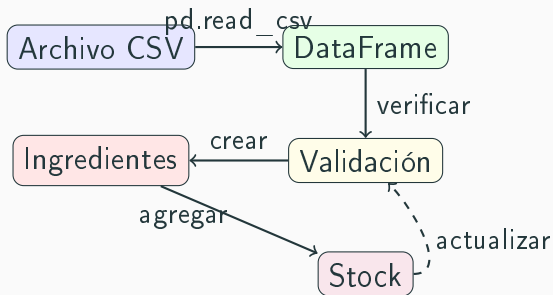 pd.read_csv
Archivo CSV
DataFrame
verificar
crear
Ingredientes
Validación
agregar
actualizar
Stock